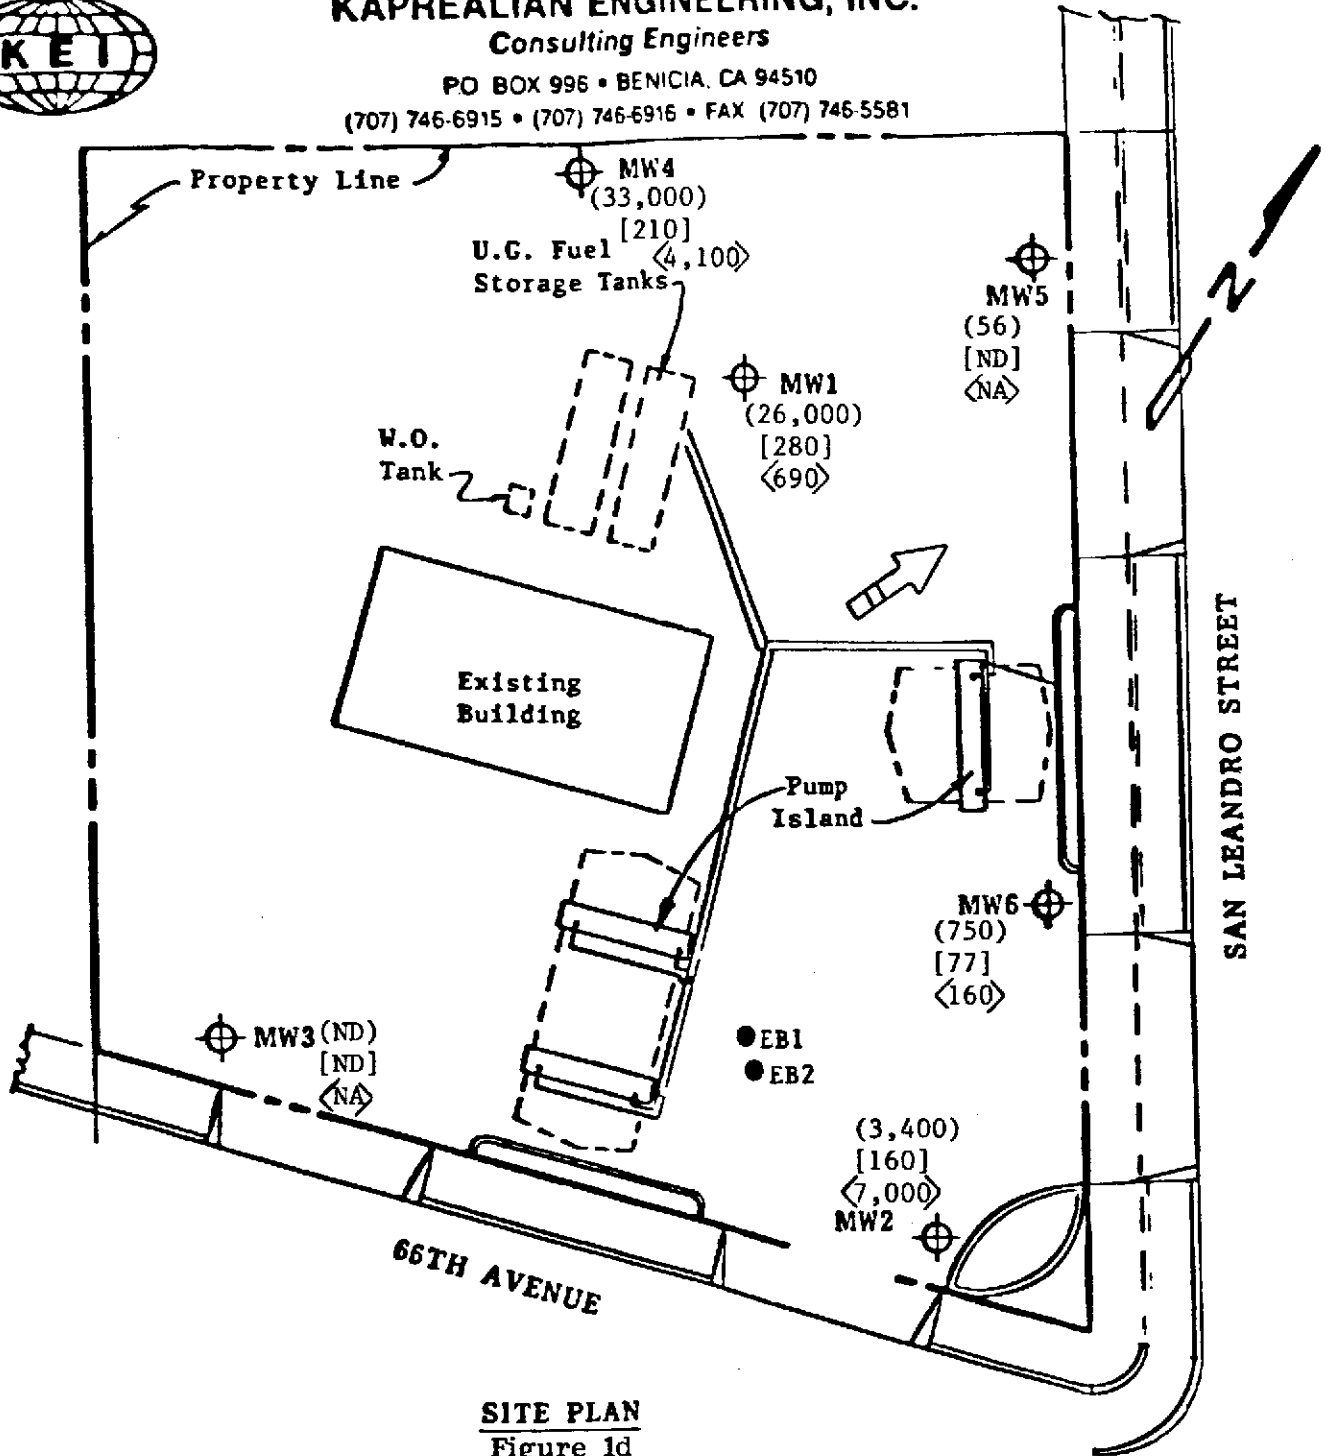 KEI
KAPREALIAN ENGINEERING, INC.
Consulting Engineers
PO BOX 996 • BENICIA, CA 94510
(707) 746-6915 • (707) 746-6916 • FAX (707) 746-5581
Property Line
MW4
(33,000)
[210]
<4,100>
U.G. Fuel
Storage Tanks
MW5
(56)
[ND]
<NA>
N
MW1
(26,000)
[280]
<690>
W.O.
Tank
Existing
Building
Pump
Island
SAN LEANDRO STREET
MW6
(750)
[77]
<160>
MW3 (ND)
[ND]
<NA>
EB1
EB2
(3,400)
[160]
<7,000>
MW2
66TH AVENUE
SITE PLAN
Figure 1d